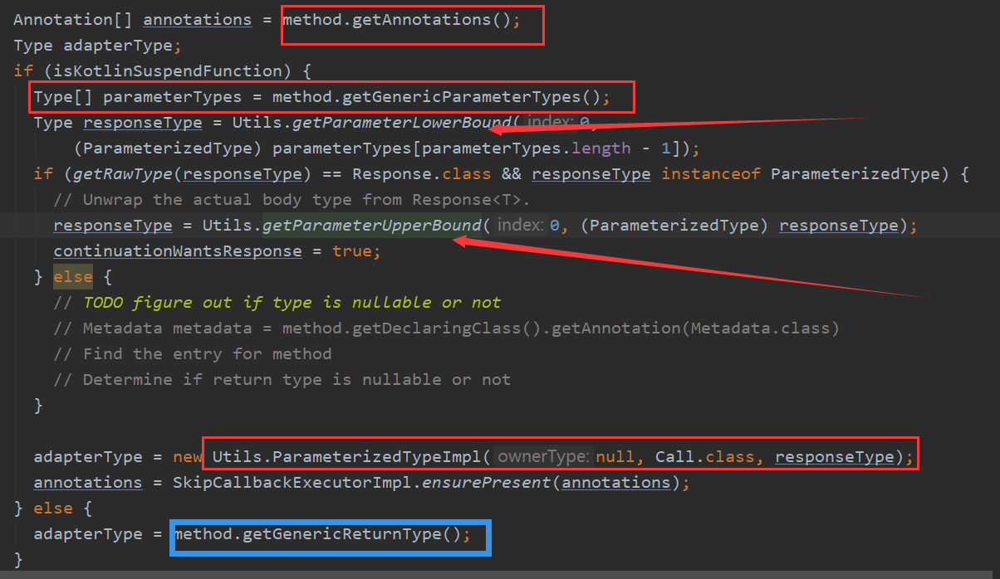 Annotation[] annotations = method.getAnnotations();
Type adapterType;
if (isKotlinSuspendFunction) {
Type[] parameterTypes = method.getGenericParameterTypes();
Type responseType = Utils.getParameterLowerBound( index: 0,
(ParameterizedType) parameterTypes[parameterTypes.length - 1]);
if (getRawType(responseType) == Response.class && responseType instanceof ParameterizedType) {
// Unwrap the actual body type from Response<T>.
responseType = Utils.getParameterUpperBound( index: 0, (ParameterizedType) responseType);
continuationWantsResponse = true;
} else {
// TODO figure out if type is nullable or not
// Metadata metadata = method.getDeclaringClass().getAnnotation(Metadata.class)
// Find the entry for method
// Determine if return type is nullable or not
}
adapterType = new Utils.ParameterizedTypeImpl( ownerType: null, Call.class, responseType);
annotations = SkipCallbackExecutorImpl.ensurePresent(annotations);
} else {
adapterType = method.getGenericReturnType();
}